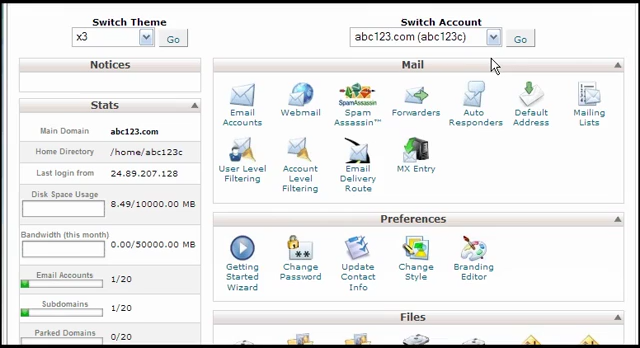 Switch Theme
x3
Go
Switch Account
abc123.com (abc123c)
Go
Notices
Stats
Main Domain abc123.com
Home Directory /home/abc123c
Last login from 24.89.207.128
Disk Space Usage
8.49/10000.00 MB
Bandwidth (this month)
0.00/50000.00 MB
Email Accounts
1/20
Subdomains
1/20
Parked Domains
0/20
Mail
Email
Accounts
Webmail
SPAMASSASSIN
Spam
Assassin™
Forwarders
Auto
Responders
Default
Address
Mailing
Lists
User Level
Filtering
Account
Level
Filtering
Email
Delivery
Route
MX Entry
Preferences
Getting
Started
Wizard
**
Change
Password
Update
Contact
Info
Change
Style
Branding
Editor
Files